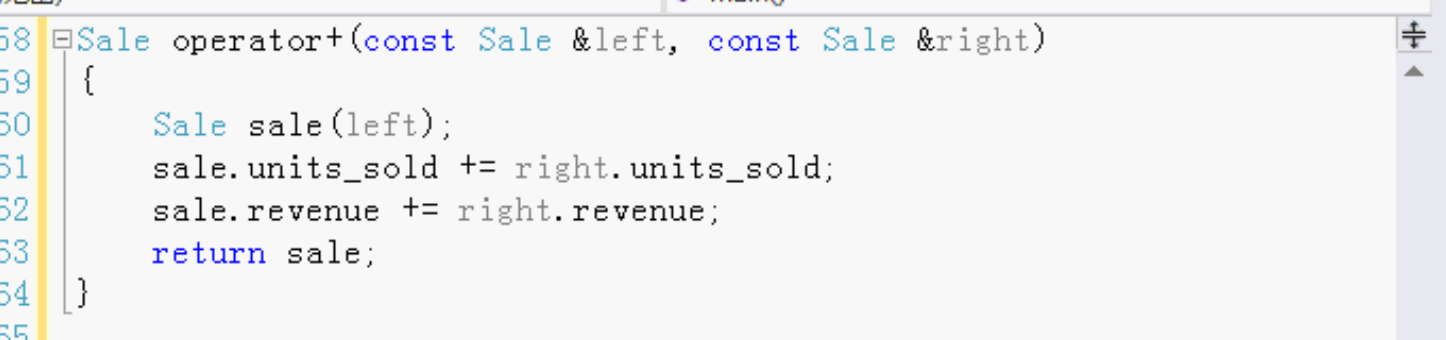 58 Sale operator+(const Sale &left, const Sale &right)
59 {
60 Sale sale(left);
61 sale.units_sold += right.units_sold;
62 sale.revenue += right.revenue;
63 return sale;
64 }
65